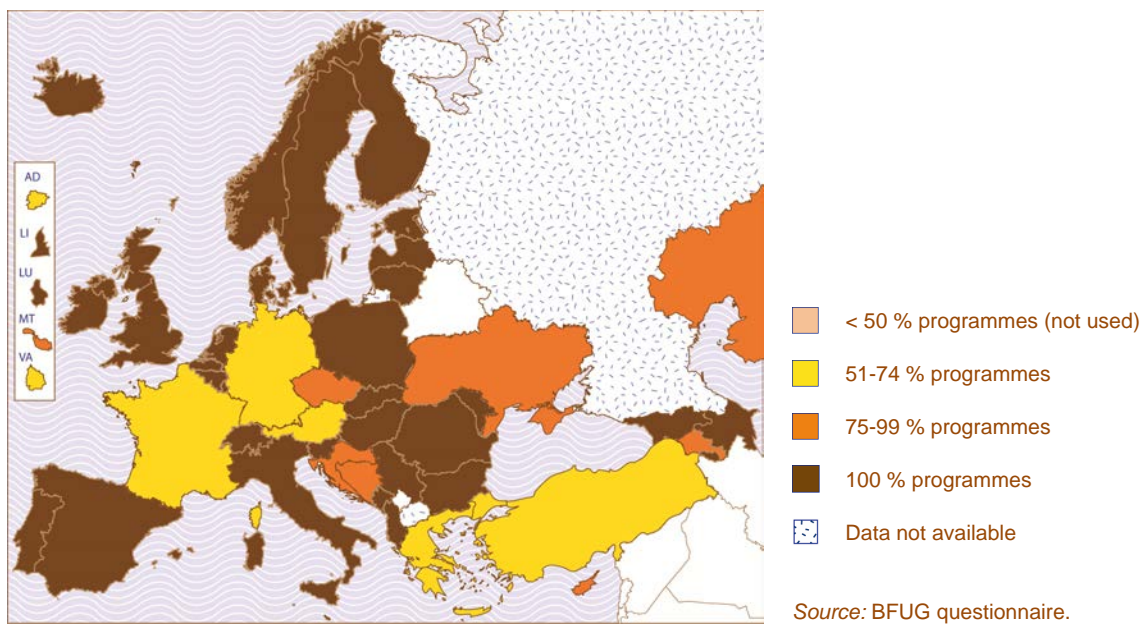 AD
LI
LU
MT
VA
< 50 % programmes (not used)
51-74 % programmes
75-99 % programmes
100 % programmes
Data not available
Source: BFUG questionnaire.